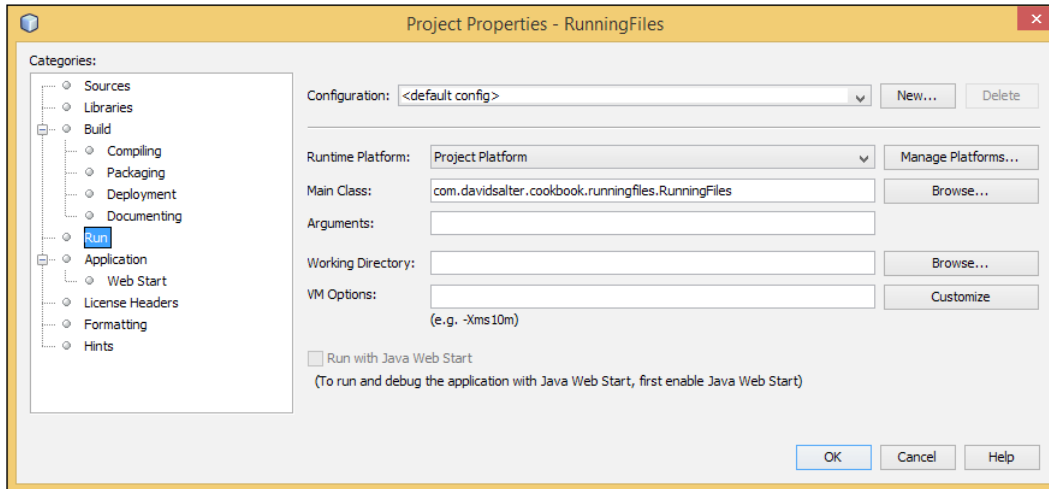 Project Properties - RunningFiles
Categories:
Sources
Libraries
Build
Compiling
Packaging
Deployment
Documenting
Run
Application
Web Start
License Headers
Formatting
Hints
Configuration: <default config> New... Delete
Runtime Platform: Project Platform Manage Platforms...
Main Class: com.davidsalter.cookbook.runningfiles.RunningFiles Browse...
Arguments:
Working Directory: Browse...
VM Options: Customize
(e.g. -Xms10m)
Run with Java Web Start
(To run and debug the application with Java Web Start, first enable Java Web Start)
OK Cancel Help